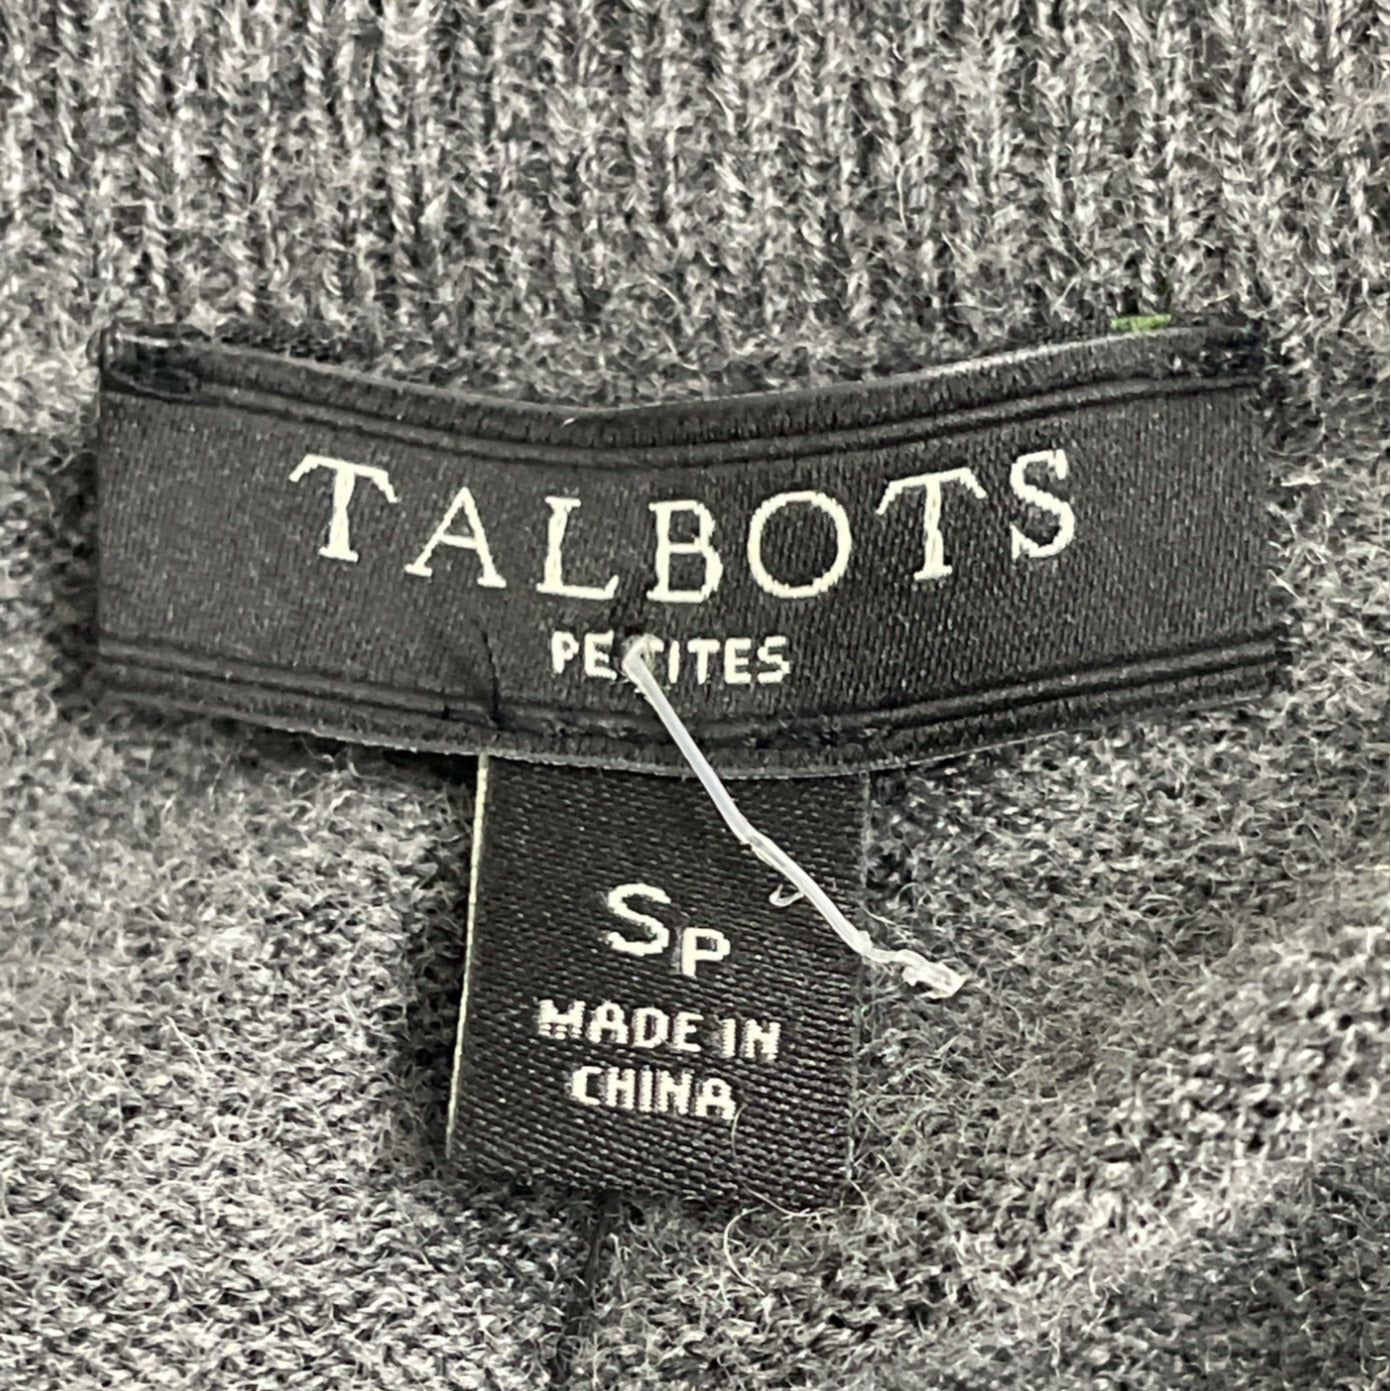 TALBOTS
PETITES
SP
MADE IN
CHINA